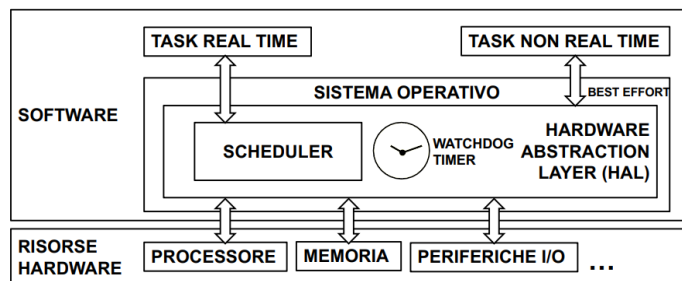 TASK REAL TIME
TASK NON REAL TIME
SISTEMA OPERATIVO
BEST EFFORT
SOFTWARE
SCHEDULER
WATCHDOG
TIMER
HARDWARE
ABSTRACTION
LAYER (HAL)
RISORSE
HARDWARE
PROCESSORE
MEMORIA
PERIFERICHE I/O
...